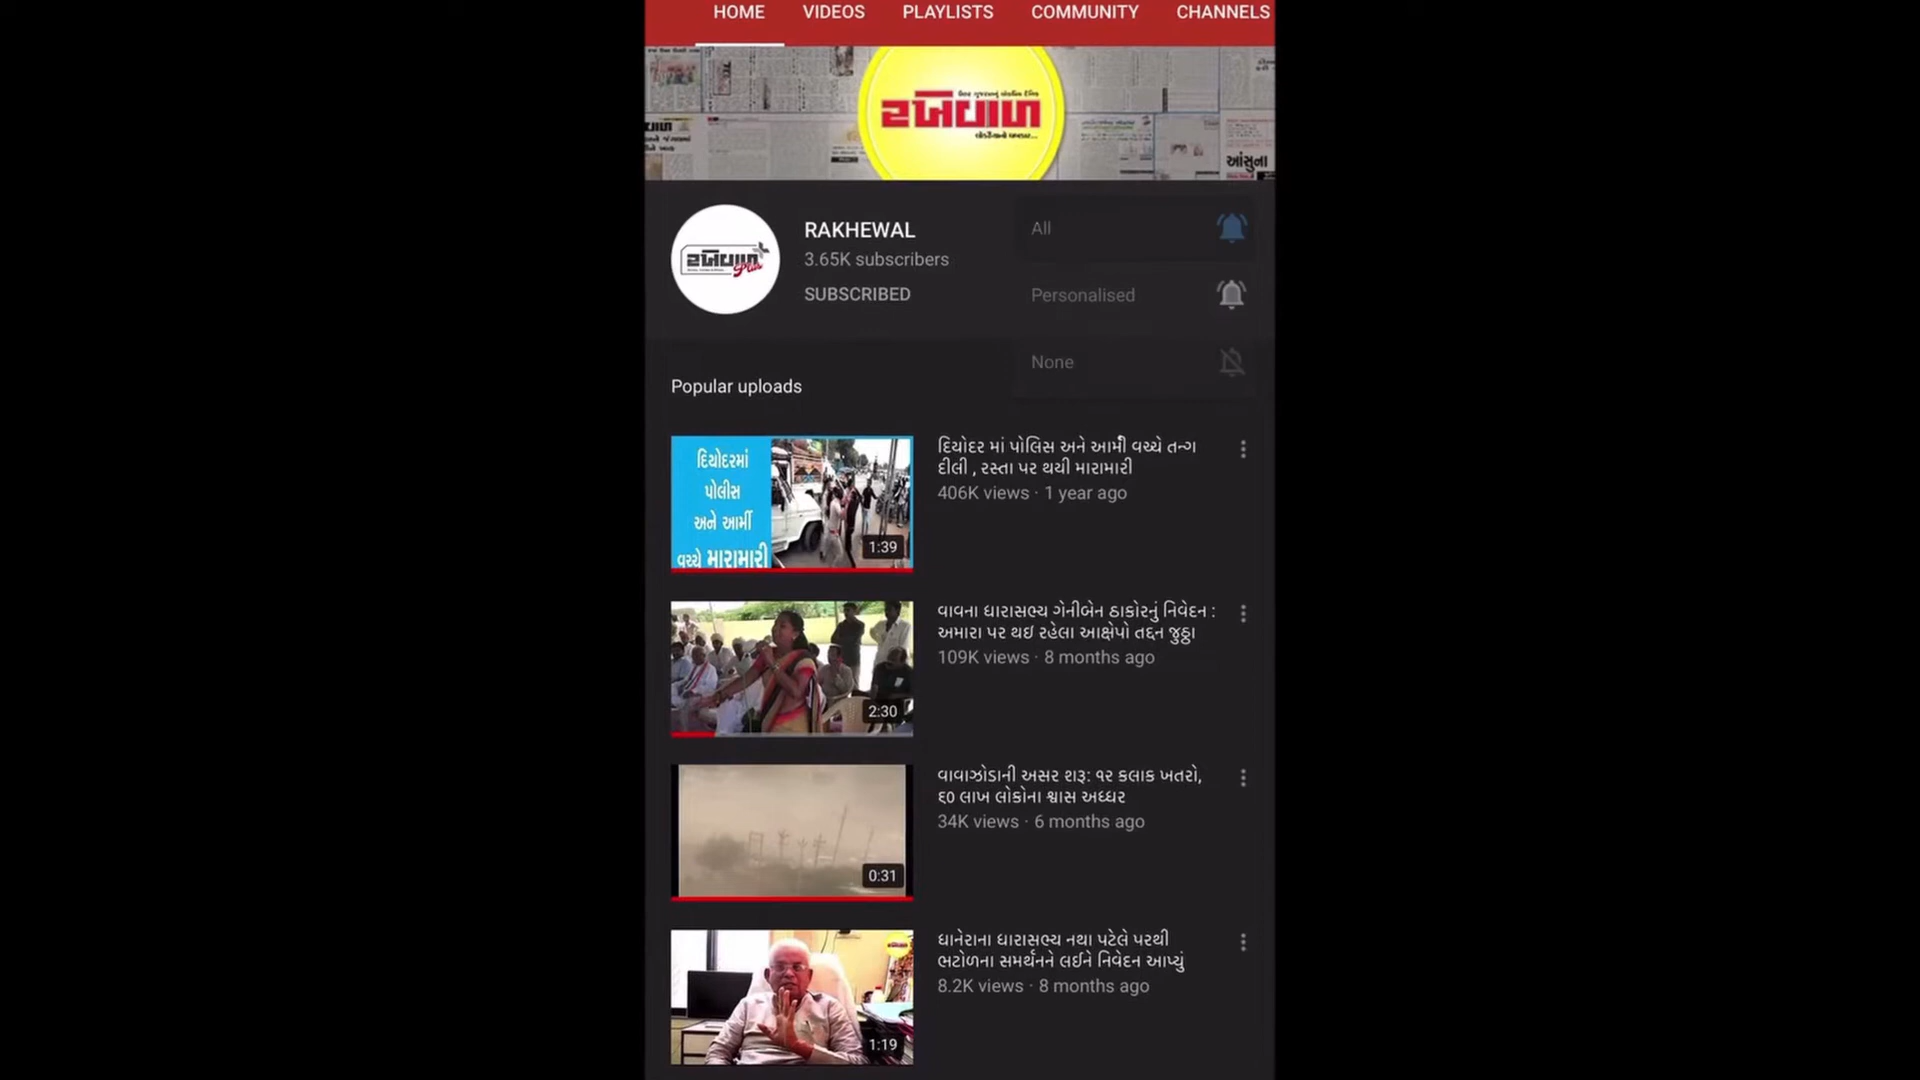 HOME VIDEOS PLAYLISTS COMMUNITY CHANNELS
રખેવાળ
આંસુના
રખેવાળ
Plus
RAKHEWAL
3.65K subscribers
SUBSCRIBED
All
Personalised
None
Popular uploads
દિયોદરમાં
પોલીસ
અને આર્મી
વચ્ચે મારામારી
1:39
દિયોદર માં પોલિસ અને આર્મી વચ્ચે તન્ગ
દીલી , રસ્તા પર થયી મારામારી
406K views · 1 year ago
2:30
વાવના ધારાસભ્ય ગેનીબેન ઠાકોરનું નિવેદન :
અમારા પર થઇ રહેલા આક્ષેપો તદ્દન જુઠ્ઠા
109K views · 8 months ago
0:31
વાવાઝોડાની અસર શરૂ: ૧ર કલાક ખતરો,
૬૦ લાખ લોકોના શ્વાસ અધ્ધર
34K views · 6 months ago
1:19
ધાનેરાના ધારાસભ્ય નથા પટેલે પરથી
ભટોળના સમર્થનને લઈને નિવેદન આપ્યું
8.2K views · 8 months ago